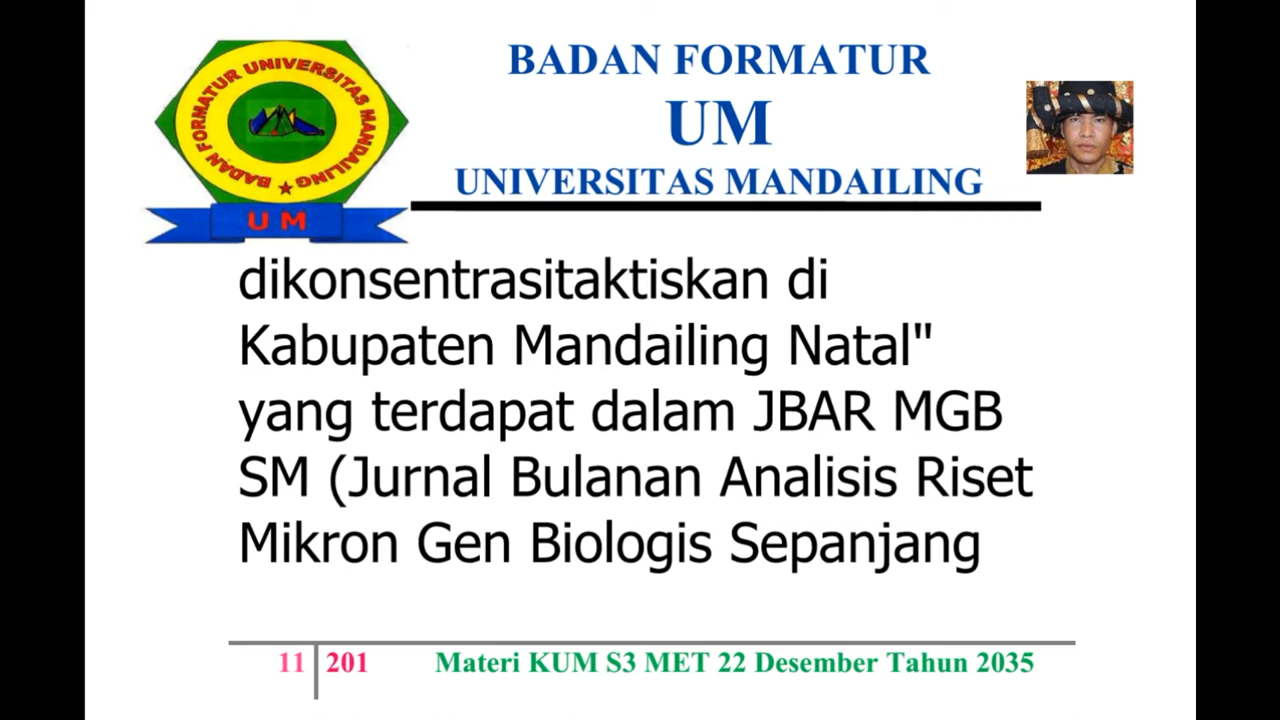 BADAN FORMATUR UNIVERSITAS MANDAILING
U M
BADAN FORMATUR
UM
UNIVERSITAS MANDAILING
dikonsentrasitaktiskan di
Kabupaten Mandailing Natal"
yang terdapat dalam JBAR MGB
SM (Jurnal Bulanan Analisis Riset
Mikron Gen Biologis Sepanjang
11 201 Materi KUM S3 MET 22 Desember Tahun 2035